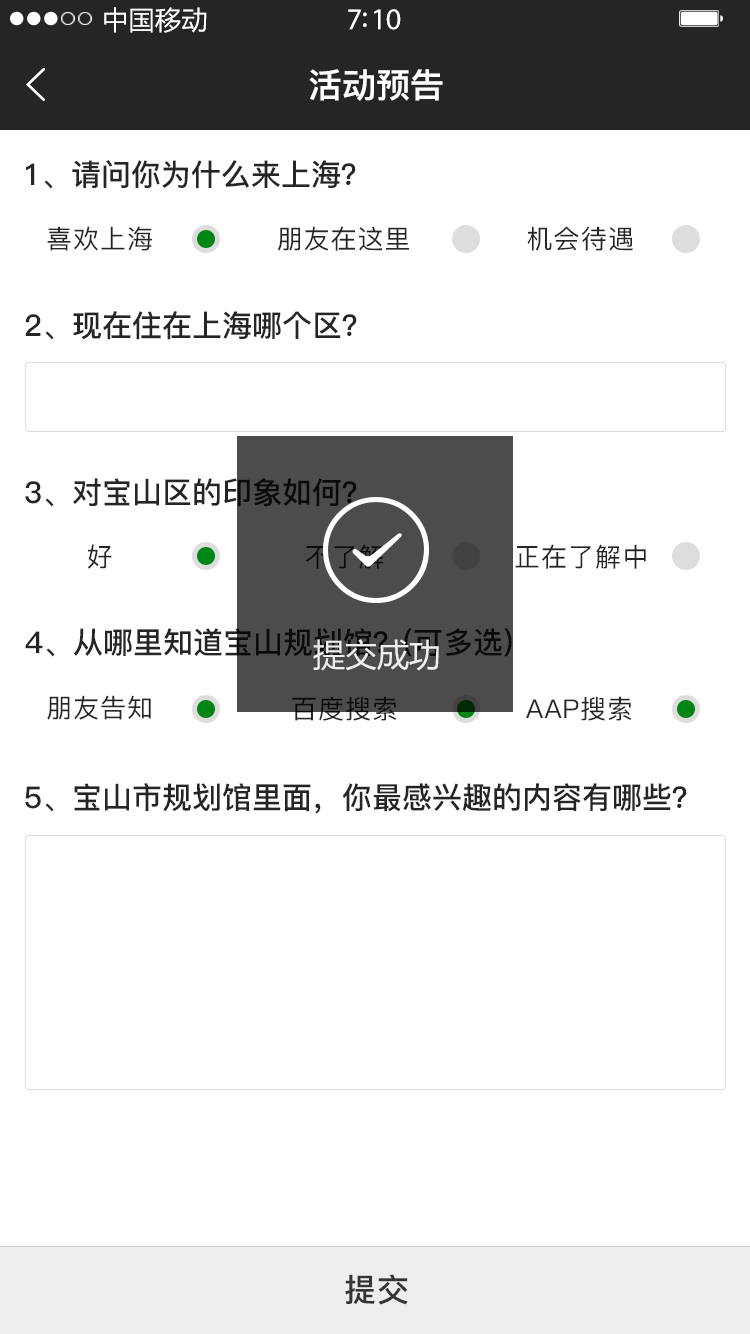 中国移动 7:10
活动预告
1、请问你为什么来上海?
喜欢上海 朋友在这里 机会待遇
2、现在住在上海哪个区?
3、对宝山区的印象如何?
好 不了解 正在了解中
4、从哪里知道宝山规划馆?（可多选）
提交成功
朋友告知 百度搜索 AAP搜索
5、宝山市规划馆里面，你最感兴趣的内容有哪些?
提交